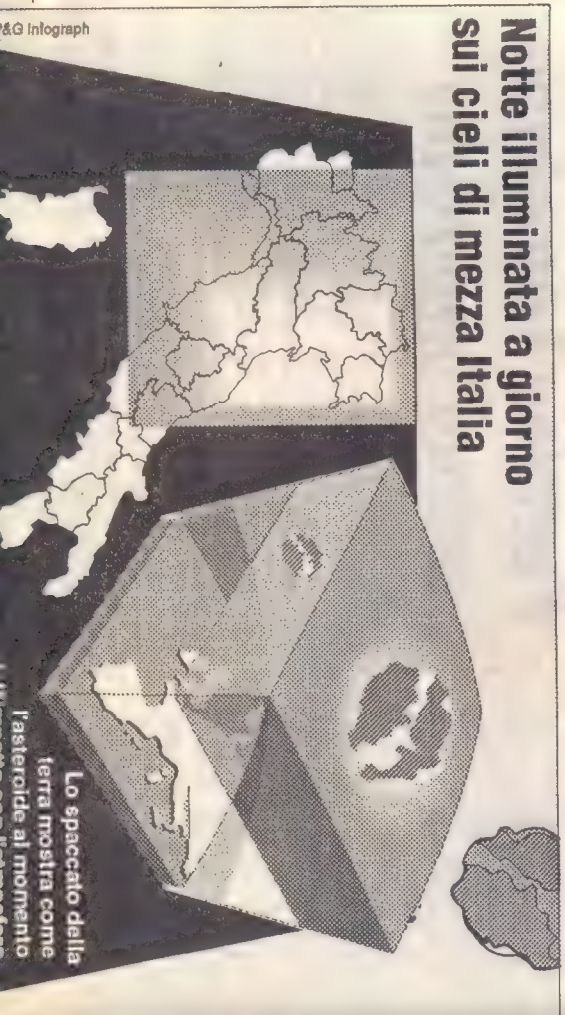 Notte illuminata a giorno
sui cieli di mezza Italia
P&G Infograph
Lo spaccato della
terra mostra come
l'asteroide al momento